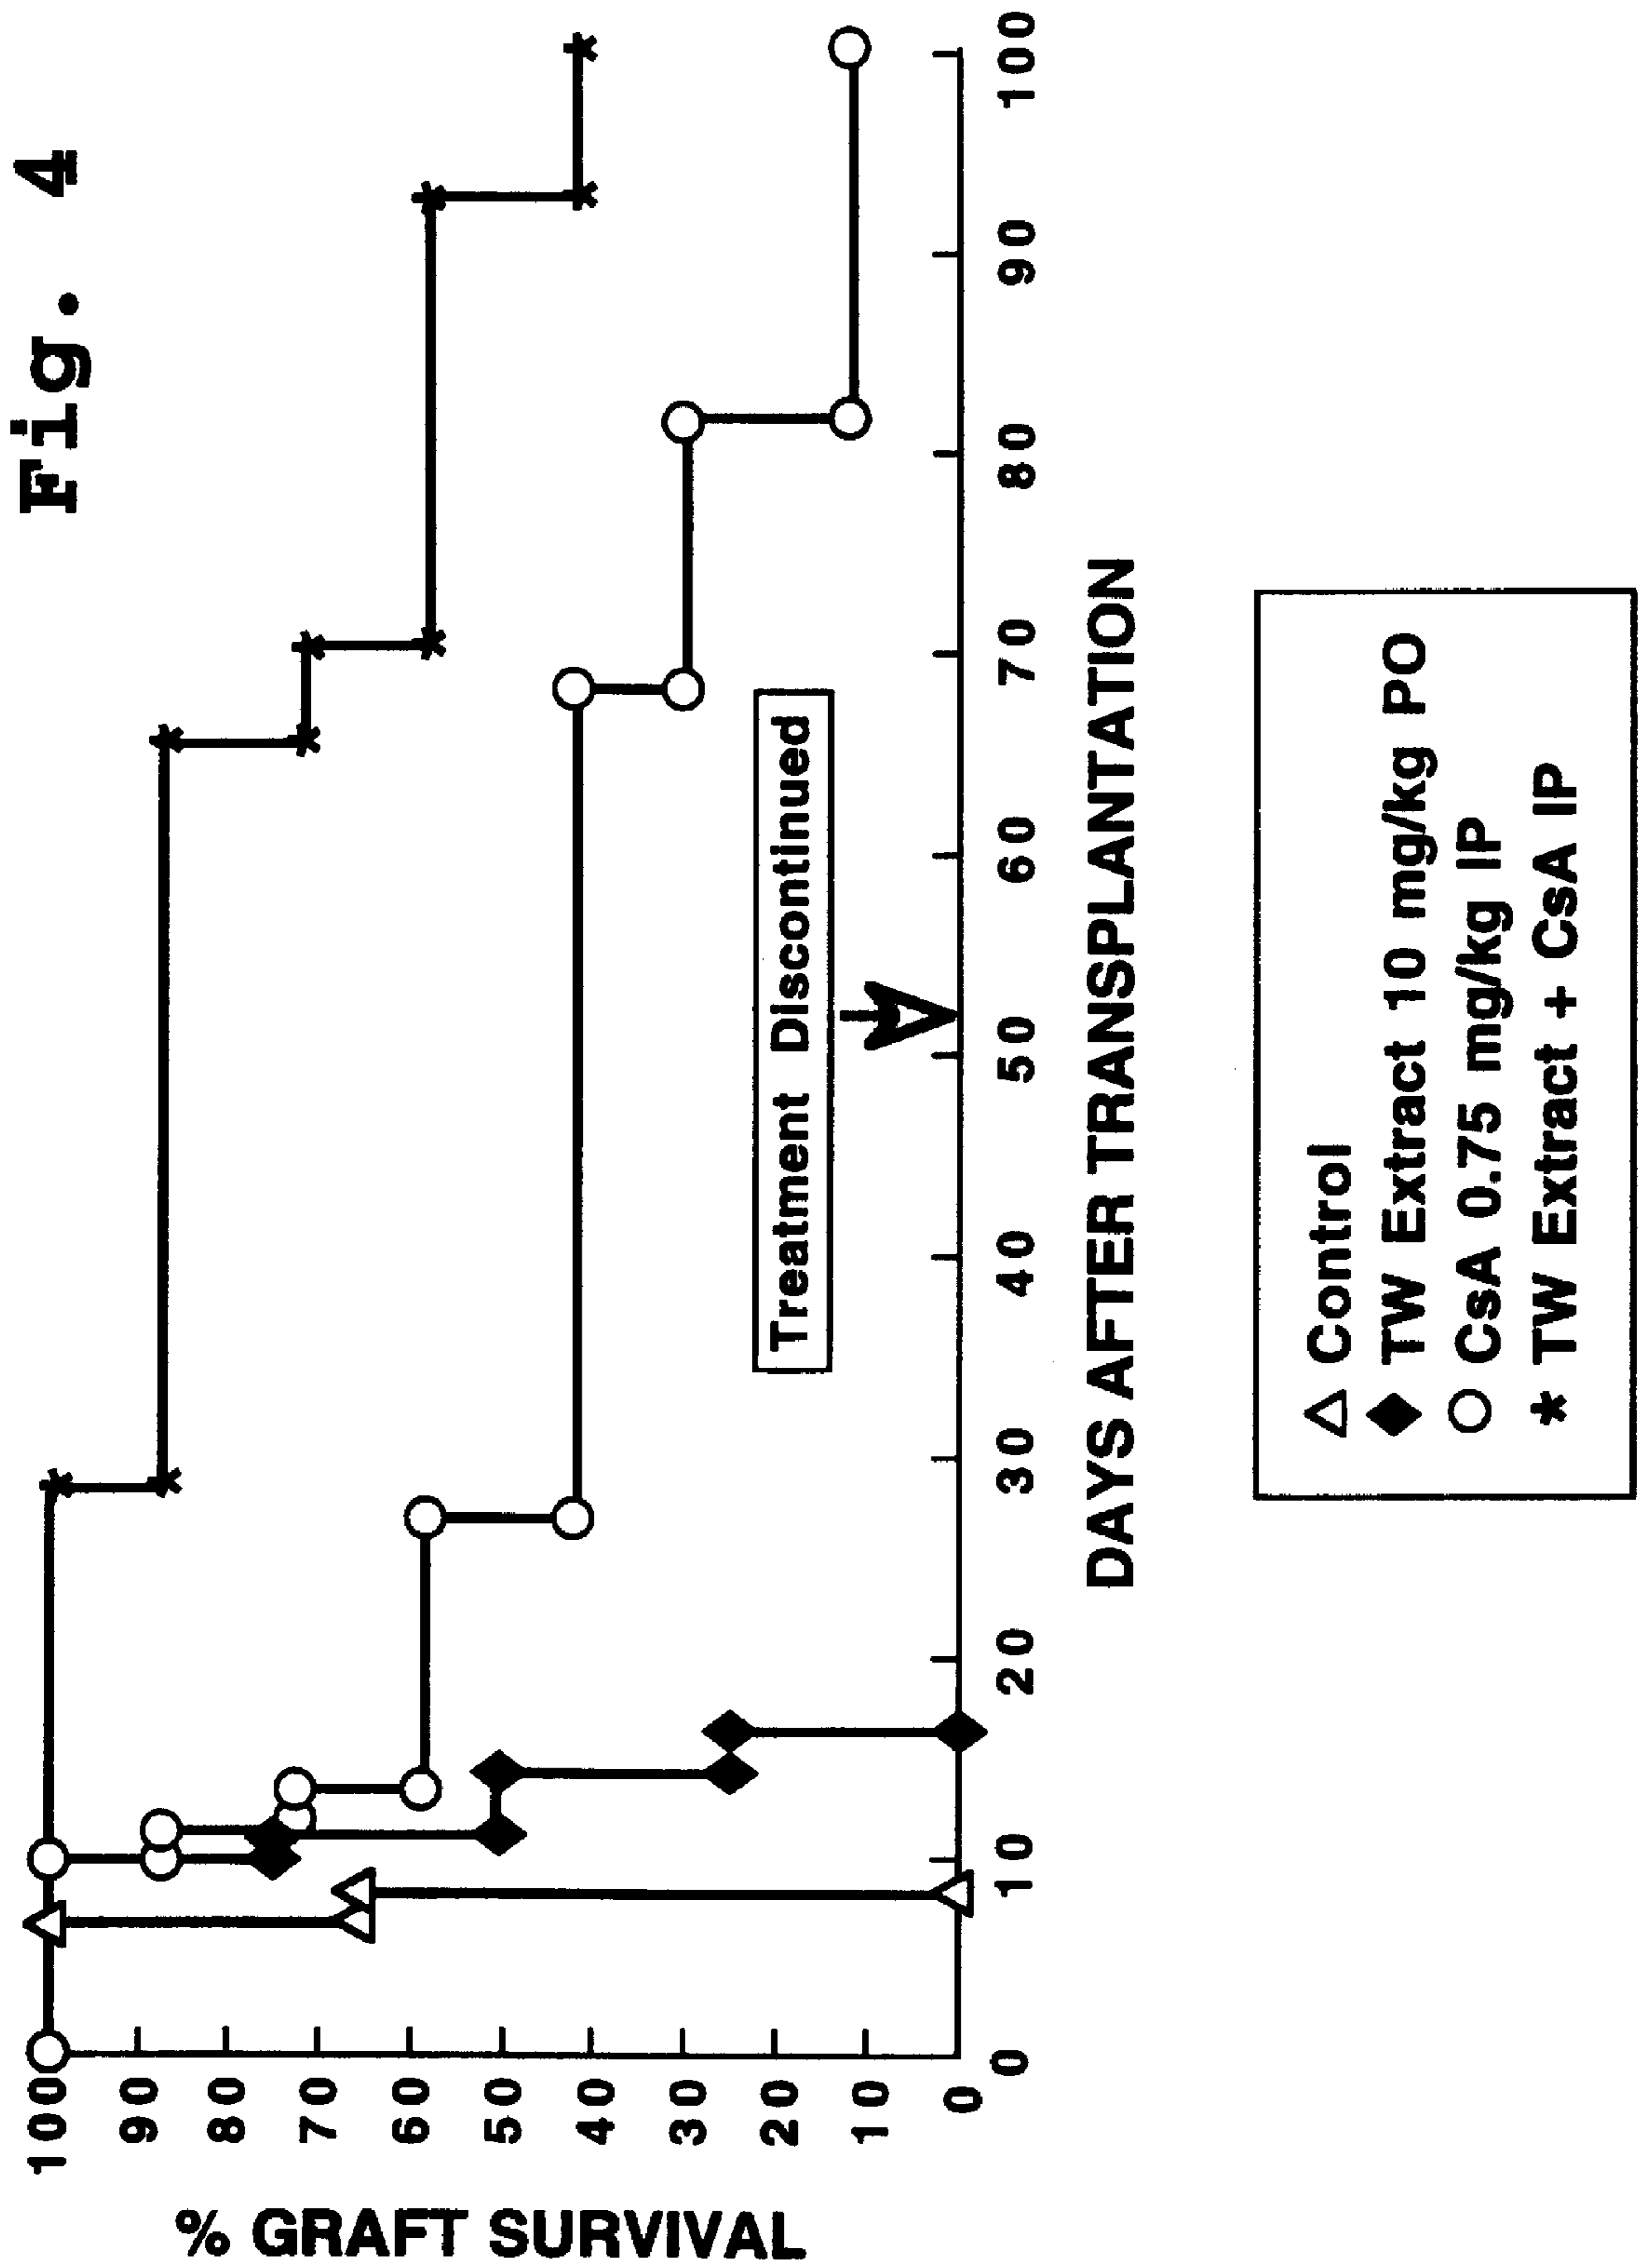 Fig. 4
% GRAFT SURVIVAL
100
90
80
70
60
50
40
30
20
10
0
Treatment Discontinued
0 10 20 30 40 50 60 70 80 90 100
DAYS AFTER TRANSPLANTATION
Control
TW Extract 10 mg/kg PO
CsA 0.75 mg/kg IP
* TW Extract + CsA IP